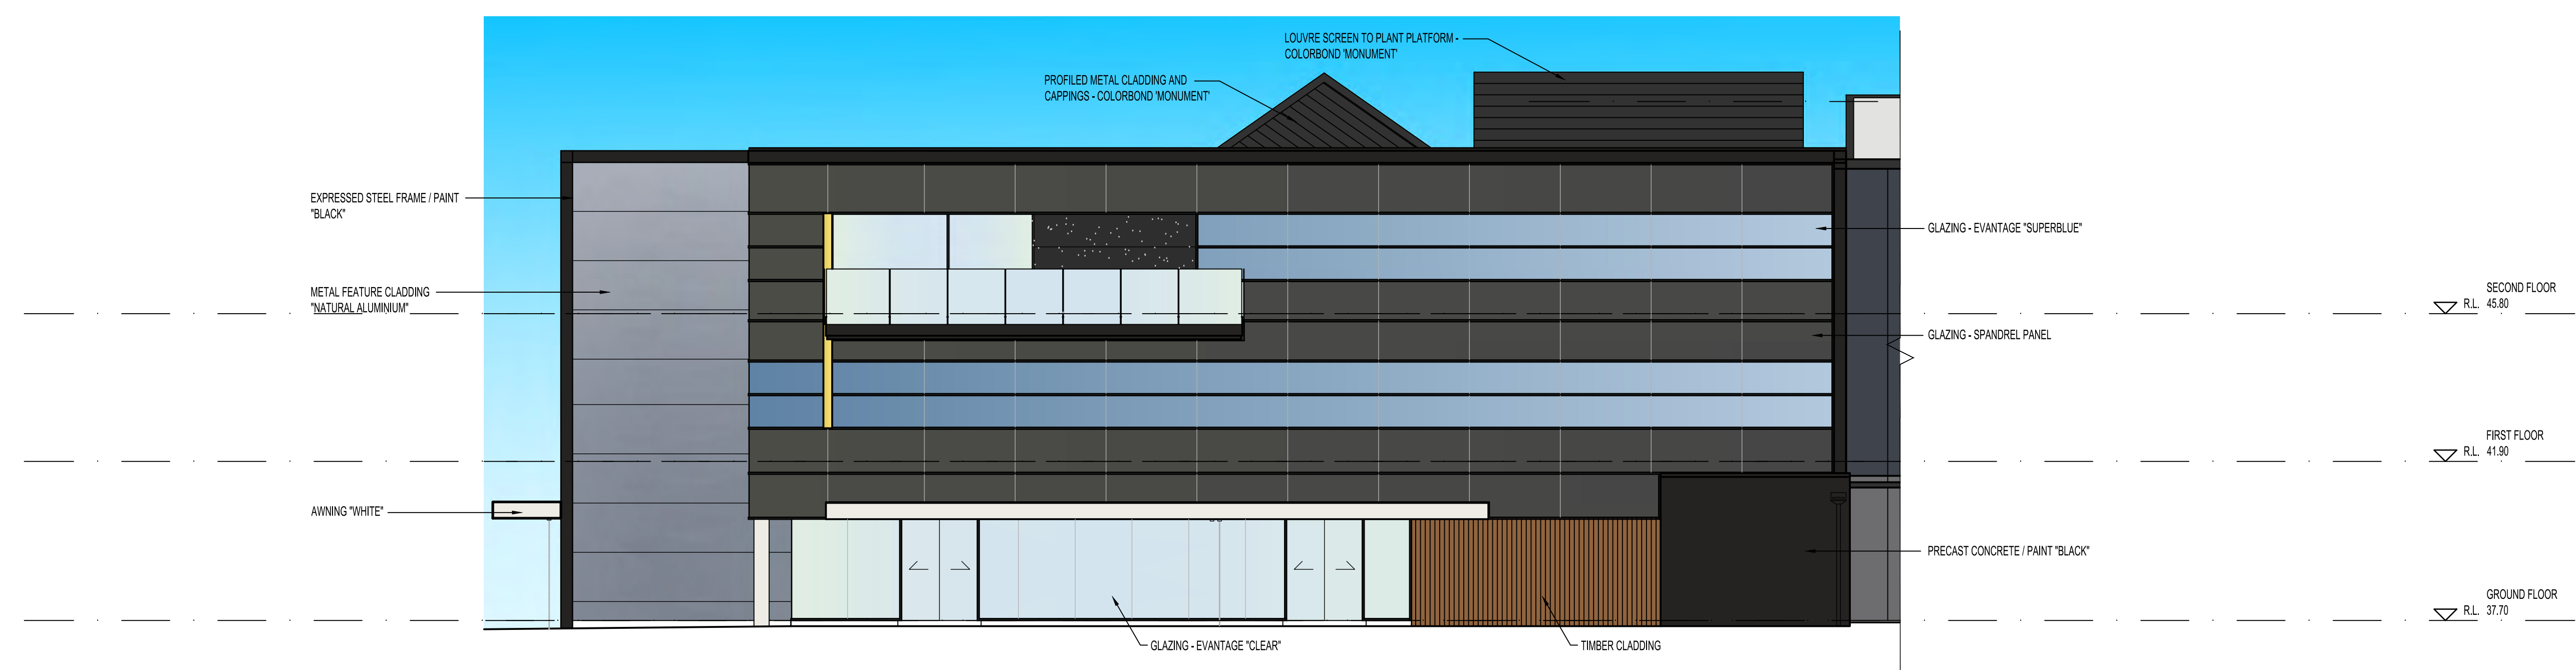 LOUVRE SCREEN TO PLANT PLATFORM -
COLORBOND 'MONUMENT'
PROFILED METAL CLADDING AND
CAPPINGS - COLORBOND 'MONUMENT'
EXPRESSED STEEL FRAME / PAINT
"BLACK"
GLAZING - EVANTAGE "SUPERBLUE"
METAL FEATURE CLADDING
"NATURAL ALUMINIUM"
SECOND FLOOR
R.L. 45.80
GLAZING - SPANDREL PANEL
FIRST FLOOR
R.L. 41.90
AWNING "WHITE"
PRECAST CONCRETE / PAINT "BLACK"
GROUND FLOOR
R.L. 37.70
GLAZING - EVANTAGE "CLEAR"
TIMBER CLADDING